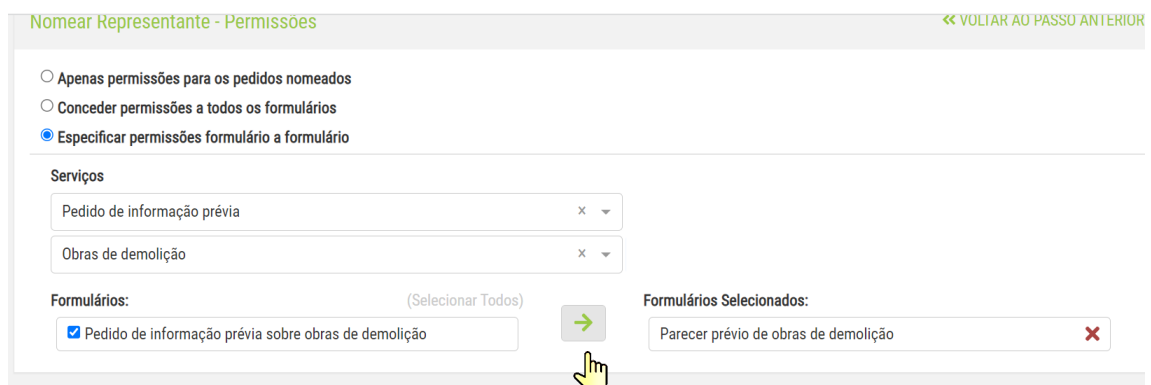 Nomear Representante - Permissões
VOLTAR AO PASSO ANTERIOR
Apenas permissões para os pedidos nomeados
Conceder permissões a todos os formulários
Especificar permissões formulário a formulário
Serviços
Pedido de informação prévia
Obras de demolição
Formulários:
(Selecionar Todos)
Formulários Selecionados:
Pedido de informação prévia sobre obras de demolição
Parecer prévio de obras de demolição